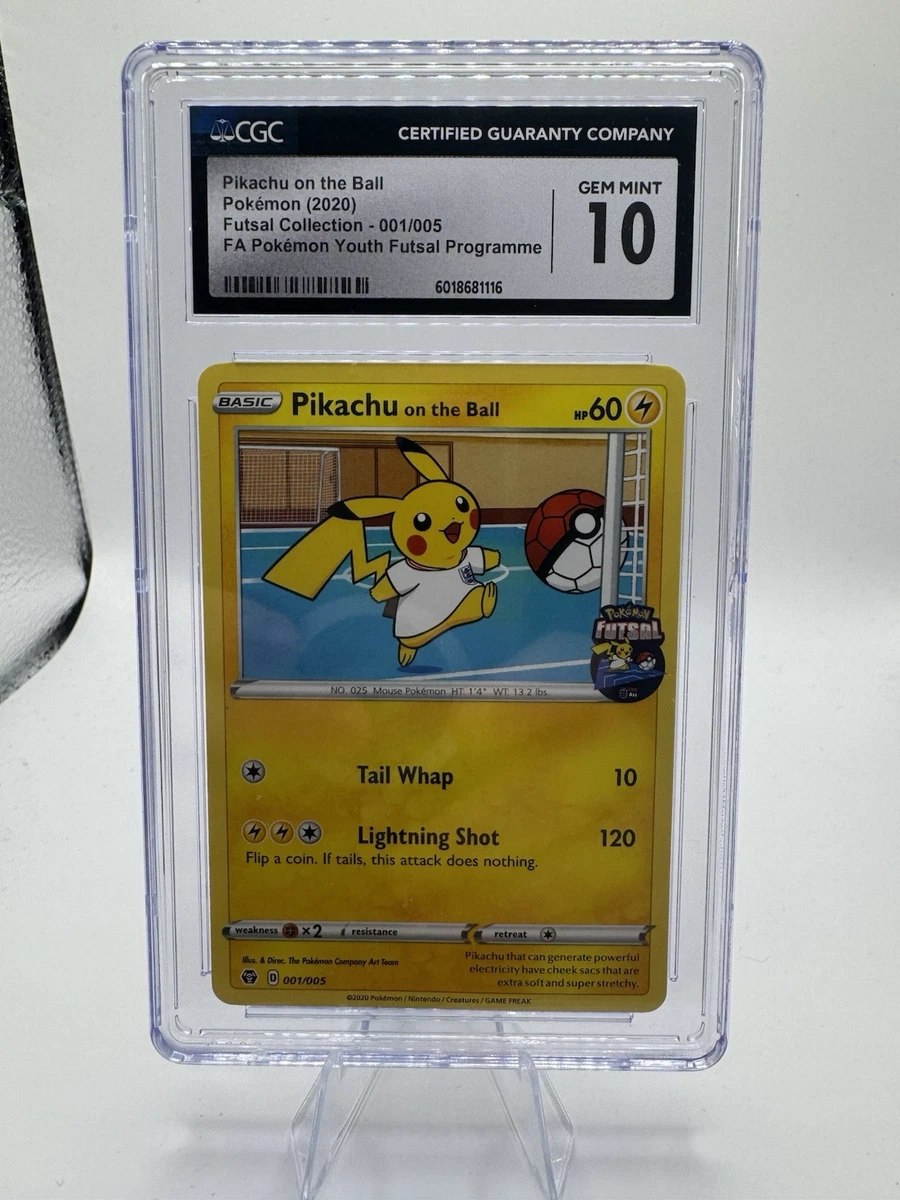 CGC CERTIFIED GUARANTY COMPANY
Pikachu on the Ball
Pokémon (2020)
Futsal Collection - 001/005
FA Pokémon Youth Futsal Programme
GEM MINT
10
6018681116
BASIC Pikachu on the Ball HP 60
POKéMON
FUTSAL
NO. 025 Mouse Pokémon HT: 1'4" WT: 13.2 lbs.
Tail Whap 10
Lightning Shot 120
Flip a coin. If tails, this attack does nothing.
weakness ×2 resistance retreat
Illus. & Direc. The Pokémon Company Art Team
D 001/005
Pikachu that can generate powerful
electricity have cheek sacs that are
extra soft and super stretchy.
©2020 Pokémon / Nintendo / Creatures / GAME FREAK